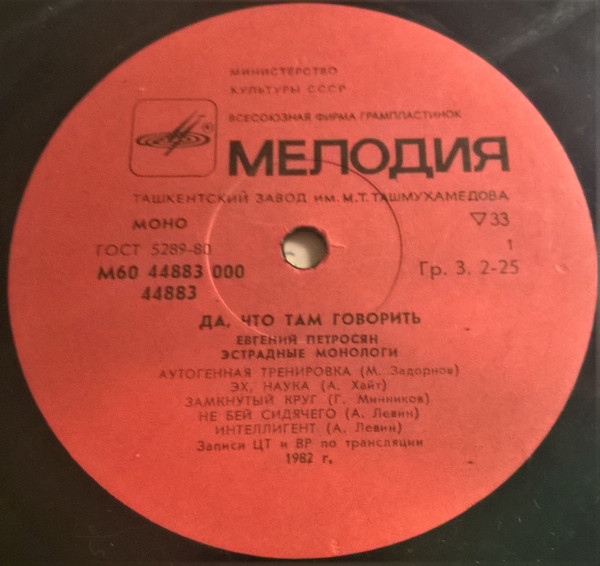 МИНИСТЕРСТВО
КУЛЬТУРЫ СССР
ВСЕСОЮЗНАЯ ФИРМА ГРАМПЛАСТИНОК
МЕЛОДИЯ
ТАШКЕНТСКИЙ ЗАВОД ИМ. М.Т. ТАШМУХАМЕДОВА
МОНО ▽33
ГОСТ 5289-80 1
М60 44883 000 Гр. 3. 2-25
44883
ДА, ЧТО ТАМ ГОВОРИТЬ
ЕВГЕНИЙ ПЕТРОСЯН
ЭСТРАДНЫЕ МОНОЛОГИ
АУТОГЕННАЯ ТРЕНИРОВКА (М. Задорнов)
ЭХ, НАУКА (А. Хайт)
ЗАМКНУТЫЙ КРУГ (Г. Минников)
НЕ БЕЙ СИДЯЧЕГО (А. Левин)
ИНТЕЛЛИГЕНТ (А. Левин)
Записи ЦТ и ВР по трансляции
1982 г.